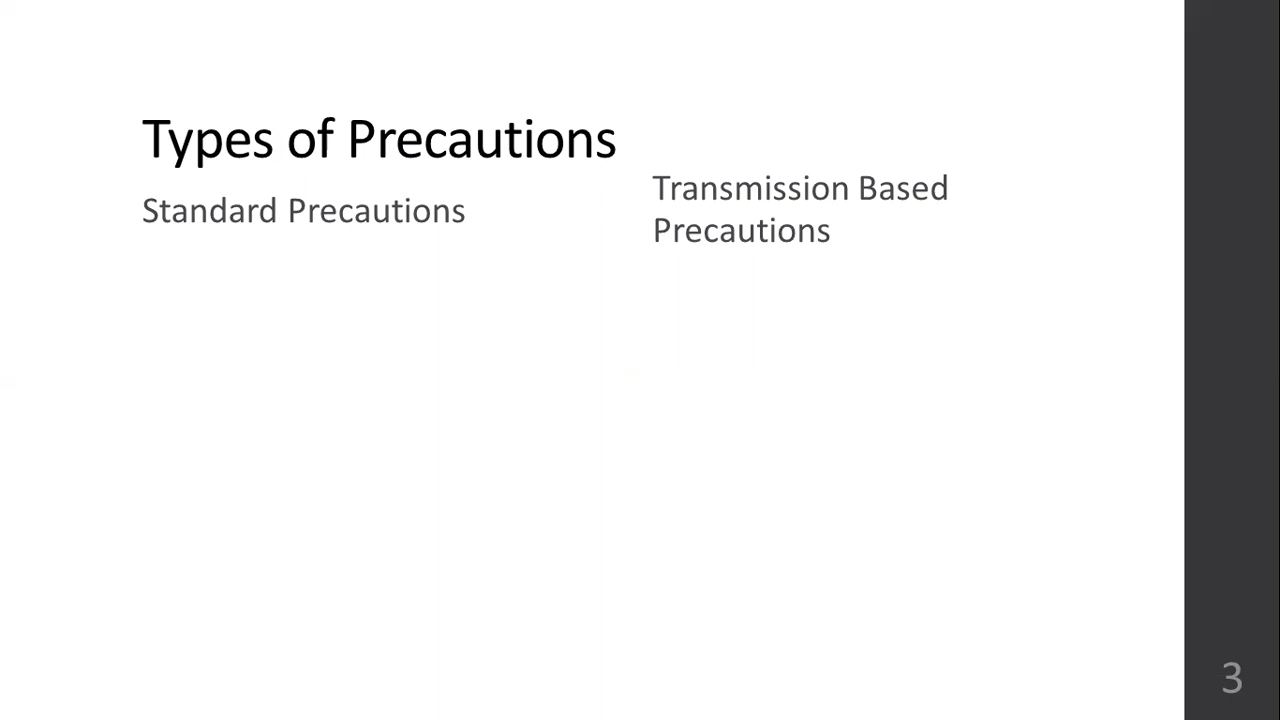 Types of Precautions
Standard Precautions
Transmission Based
Precautions
3